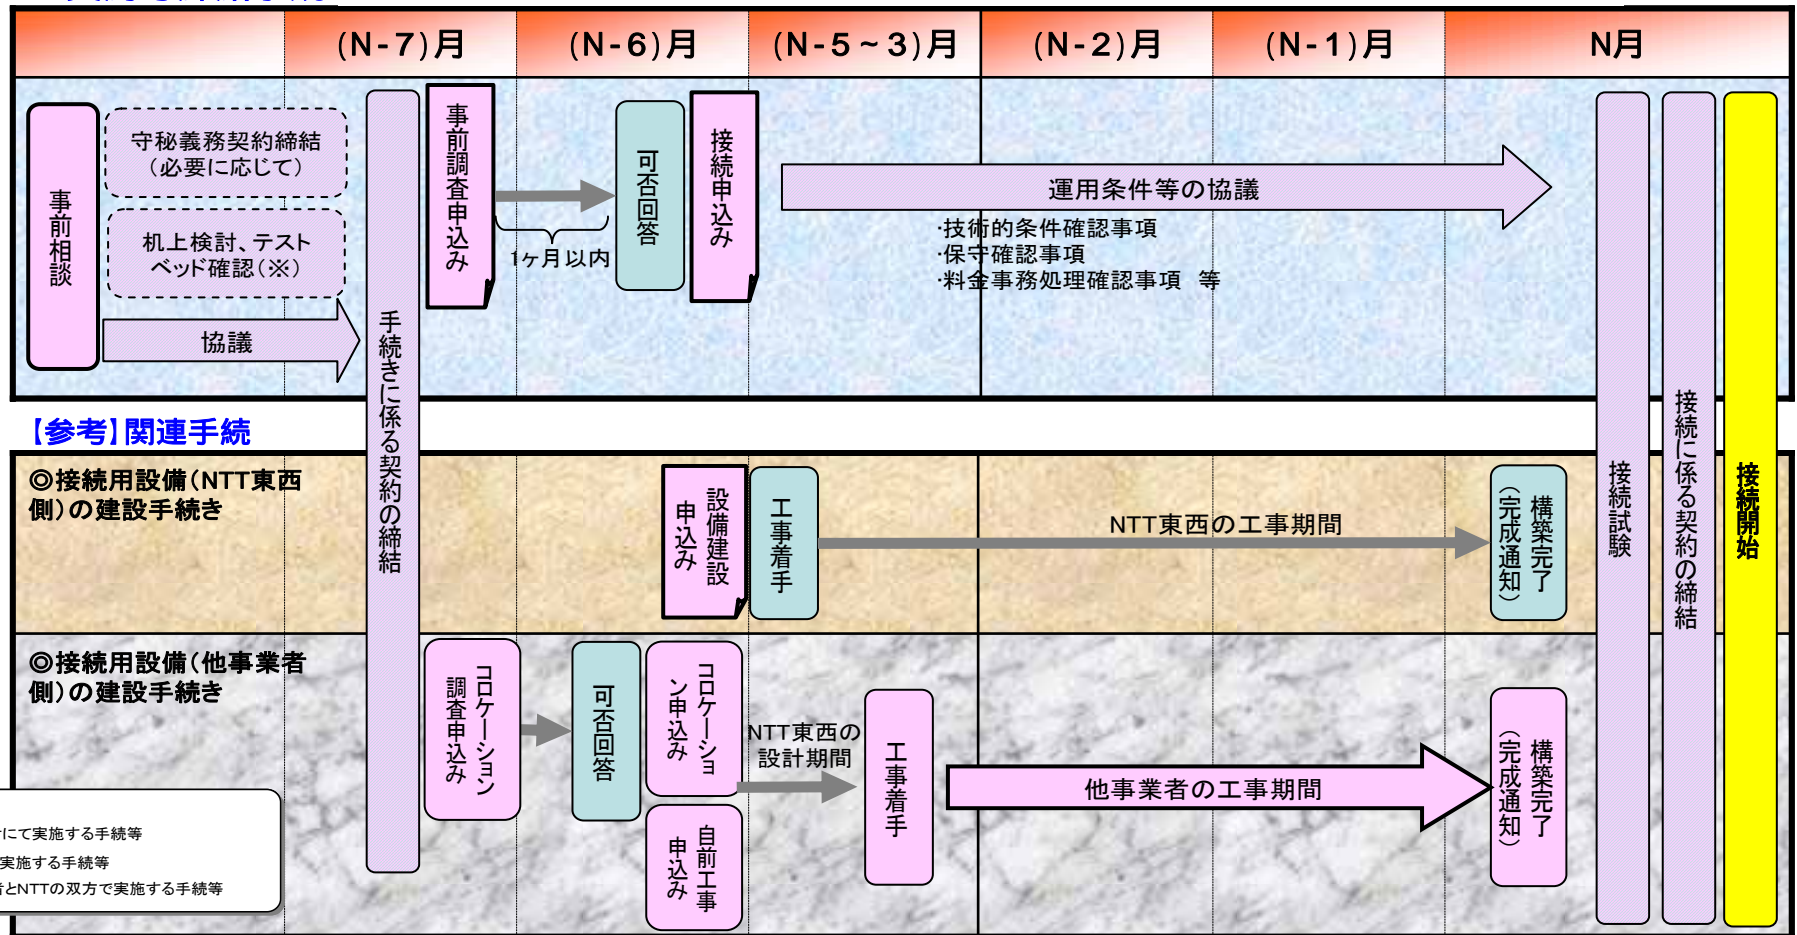 (N-7)月
(N-6)月
(N-5~3)月
(N-2)月
(N-1)月
N月
事前相談
守秘義務契約締結
(必要に応じて)
机上検討、テスト
ベッド確認(※)
協議
手続きに係る契約の締結
事前調査申込み
1ヶ月以内
可否回答
接続申込み
運用条件等の協議
・技術的条件確認事項
・保守確認事項
・料金事務処理確認事項 等
接続試験
接続に係る契約の締結
接続開始
【参考】関連手続
◎接続用設備(NTT東西
側)の建設手続き
設備建設
申込み
工事着手
NTT東西の工事期間
構築完了
(完成通知)
◎接続用設備(他事業者
側)の建設手続き
コロケーション
調査申込み
可否回答
コロケーショ
ン申込み
自前工事
申込み
NTT東西の
設計期間
工事着手
他事業者の工事期間
構築完了
(完成通知)
にて実施する手続等
実施する手続等
とNTTの双方で実施する手続等